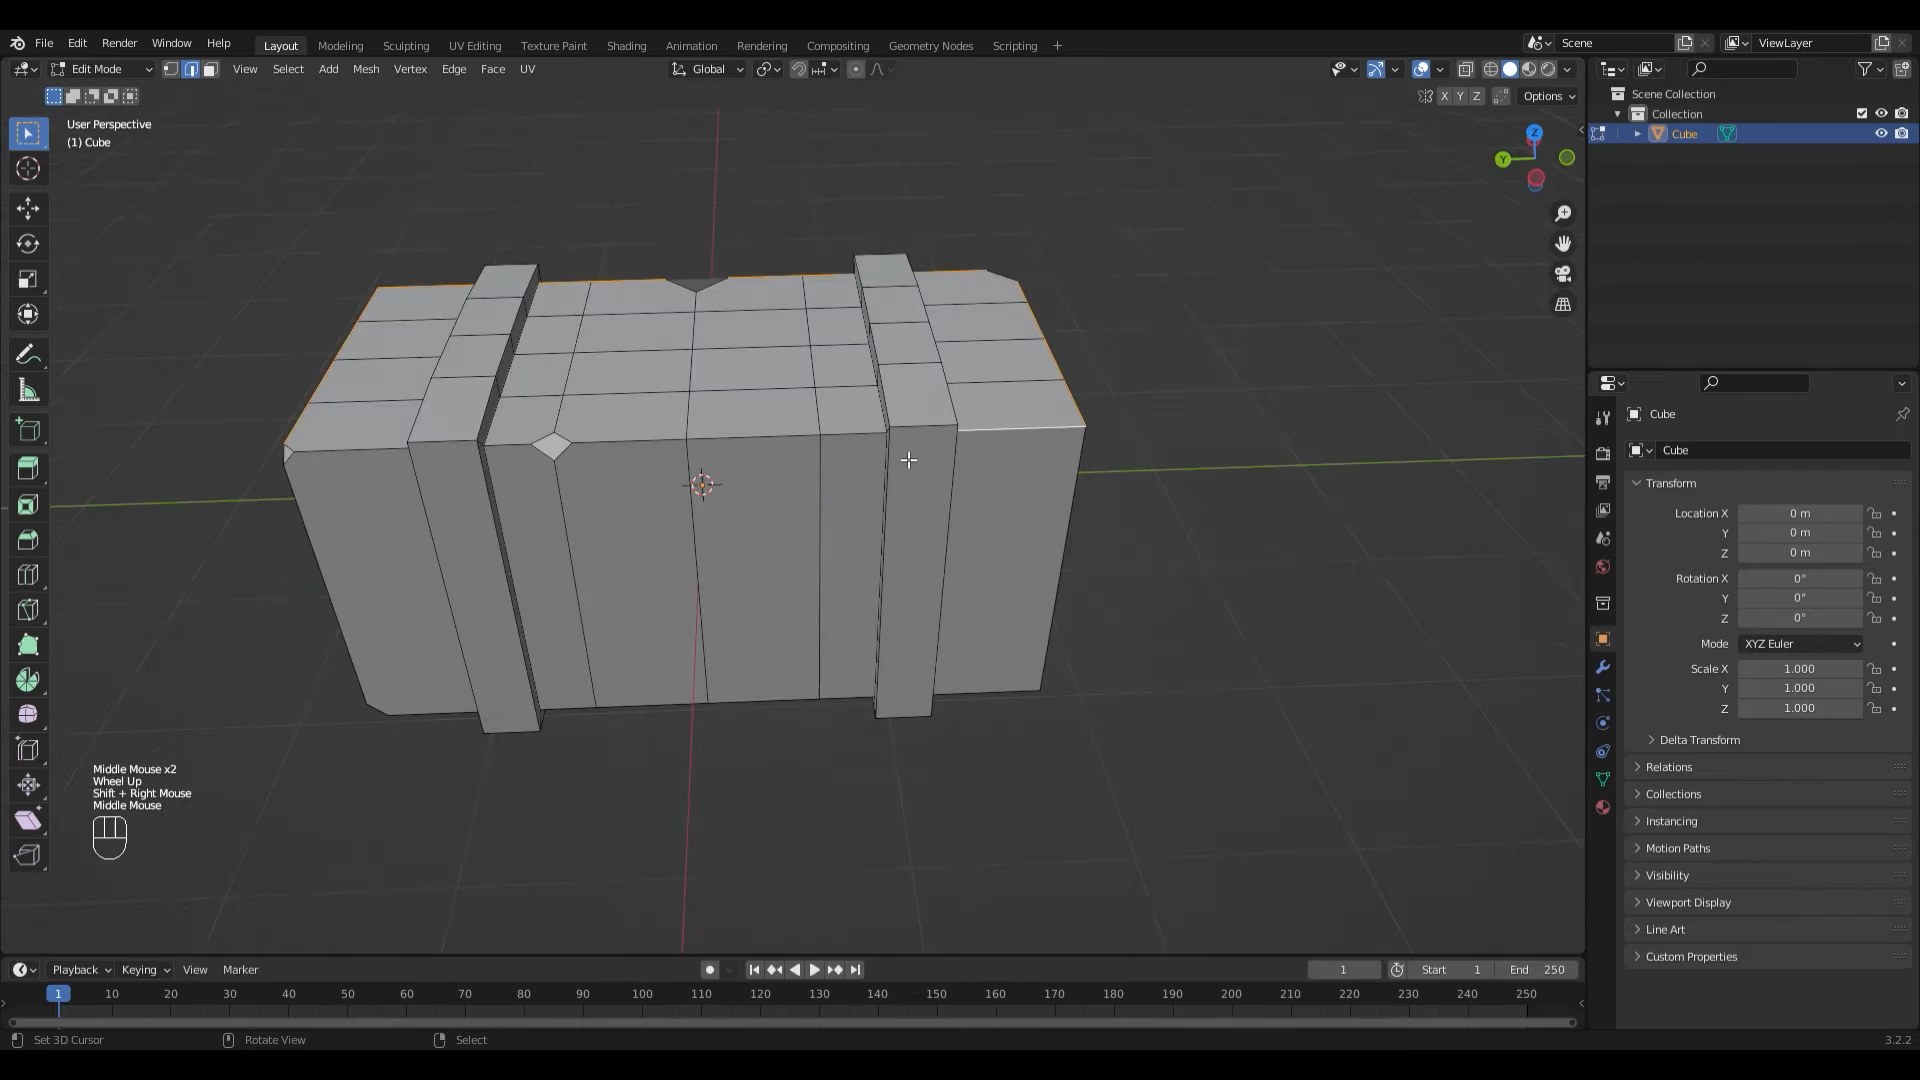 File Edit Render Window Help Layout Modeling Sculpting UV Editing Texture Paint Shading Animation Rendering Compositing Geometry Nodes Scripting + Scene ViewLayer
Edit Mode View Select Add Mesh Vertex Edge Face UV Global
X Y Z Options
User Perspective
(1) Cube
Z
Y
Scene Collection
Collection
Cube
Cube
Cube
Transform
Location X 0 m
Y 0 m
Z 0 m
Rotation X 0°
Y 0°
Z 0°
Mode XYZ Euler
Scale X 1.000
Y 1.000
Z 1.000
Delta Transform
Relations
Collections
Instancing
Motion Paths
Visibility
Viewport Display
Line Art
Custom Properties
Middle Mouse x2
Wheel Up
Shift + Right Mouse
Middle Mouse
Playback Keying View Marker 1 Start 1 End 250
1 10 20 30 40 50 60 70 80 90 100 110 120 130 140 150 160 170 180 190 200 210 220 230 240 250
Set 3D Cursor Rotate View Select 3.2.2